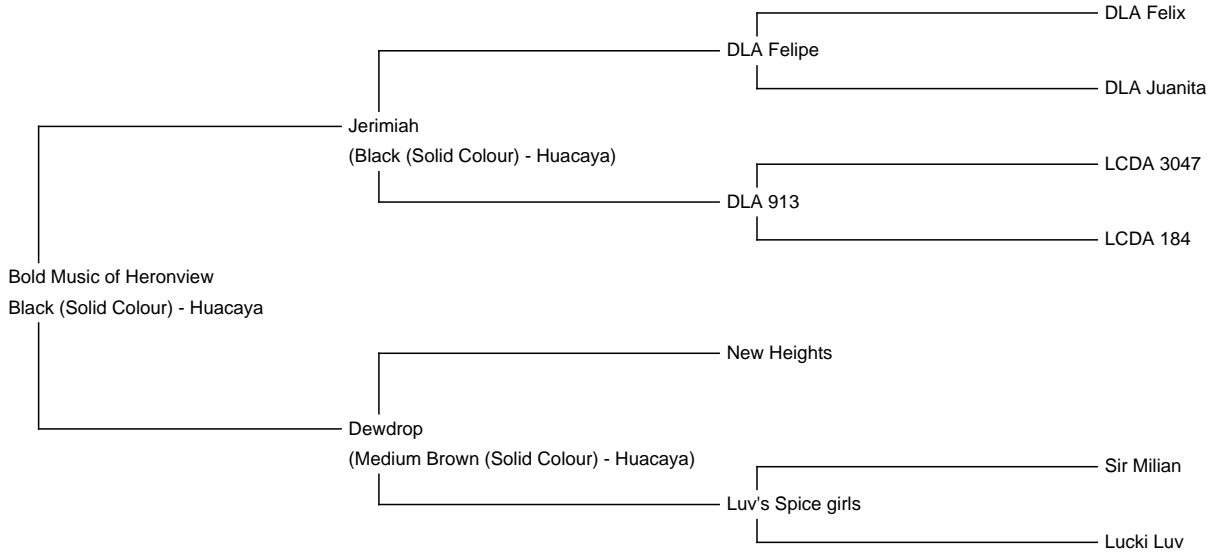 DLA Felix
DLA Felipe
DLA Juanita
Jerimiah
(Black (Solid Colour) - Huacaya)
LCDA 3047
DLA 913
LCDA 184
Bold Music of Heronview
Black (Solid Colour) - Huacaya
New Heights
Dewdrop
(Medium Brown (Solid Colour) - Huacaya)
Sir Milian
Luv's Spice girls
Lucki Luv